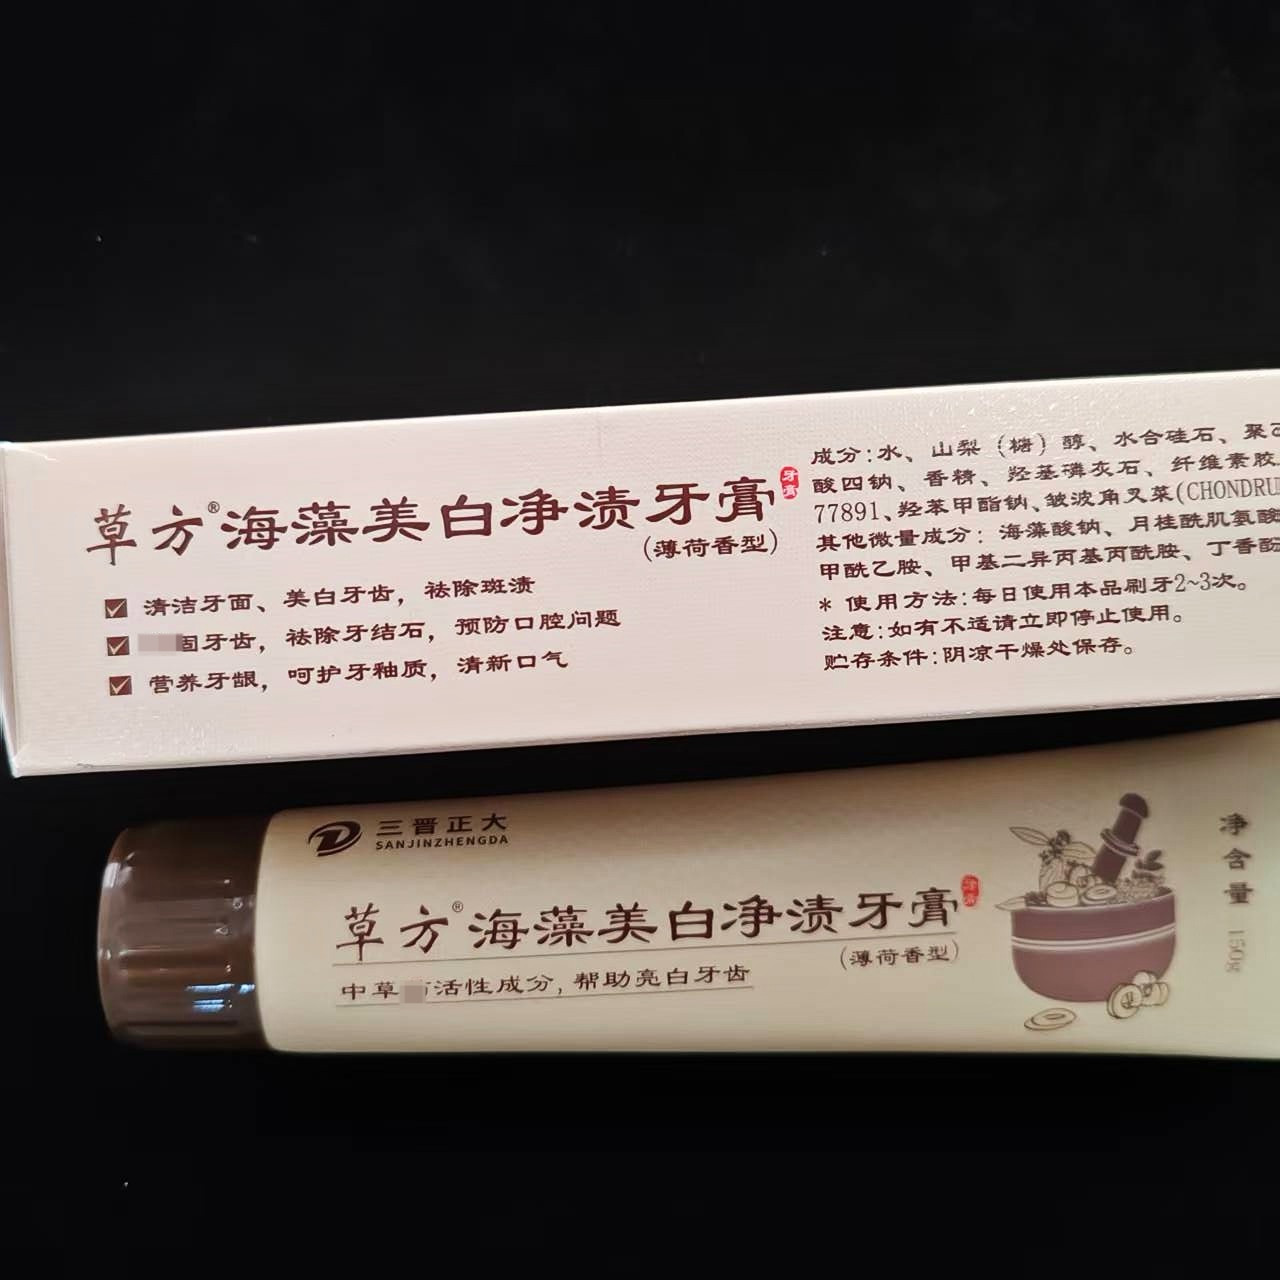 草方®海藻美白净渍牙膏
牙膏
(薄荷香型)
清洁牙面、美白牙齿，祛除斑渍
固牙齿，祛除牙结石，预防口腔问题
营养牙龈，呵护牙釉质，清新口气
成分:水、山梨（糖）醇、水合硅石、聚
酸四钠、香精、羟基磷灰石、纤维素胶
77891、羟苯甲酯钠、皱波角叉菜(CHONDRU
其他微量成分：海藻酸钠、月桂酰肌氨酸
甲酰乙胺、甲基二异丙基丙酰胺、丁香酚
* 使用方法:每日使用本品刷牙2~3次。
注意:如有不适请立即停止使用。
贮存条件:阴凉干燥处保存。
三晋正大
SANJINZHENGDA
草方®海藻美白净渍牙膏
(薄荷香型)
中草 活性成分,帮助亮白牙齿
净含量 150g